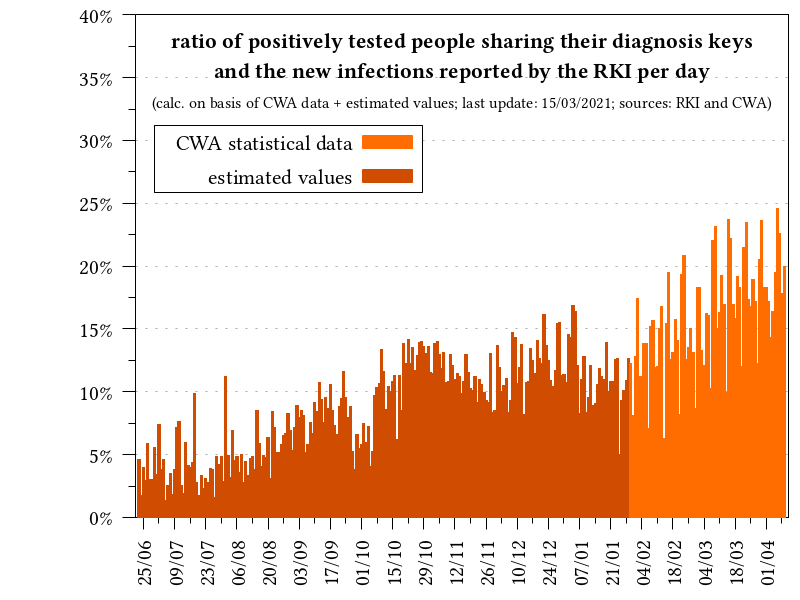 40%
ratio of positively tested people sharing their diagnosis keys
and the new infections reported by the RKI per day
35%
(calc. on basis of CWA data + estimated values; last update: 15/03/2021; sources: RKI and CWA)
30%
CWA statistical data
estimated values
25%
20%
15%
10%
5%
0%
25/06 09/07 23/07 06/08 20/08 03/09 17/09 01/10 15/10 29/10 12/11 26/11 10/12 24/12 07/01 21/01 04/02 18/02 04/03 18/03 01/04